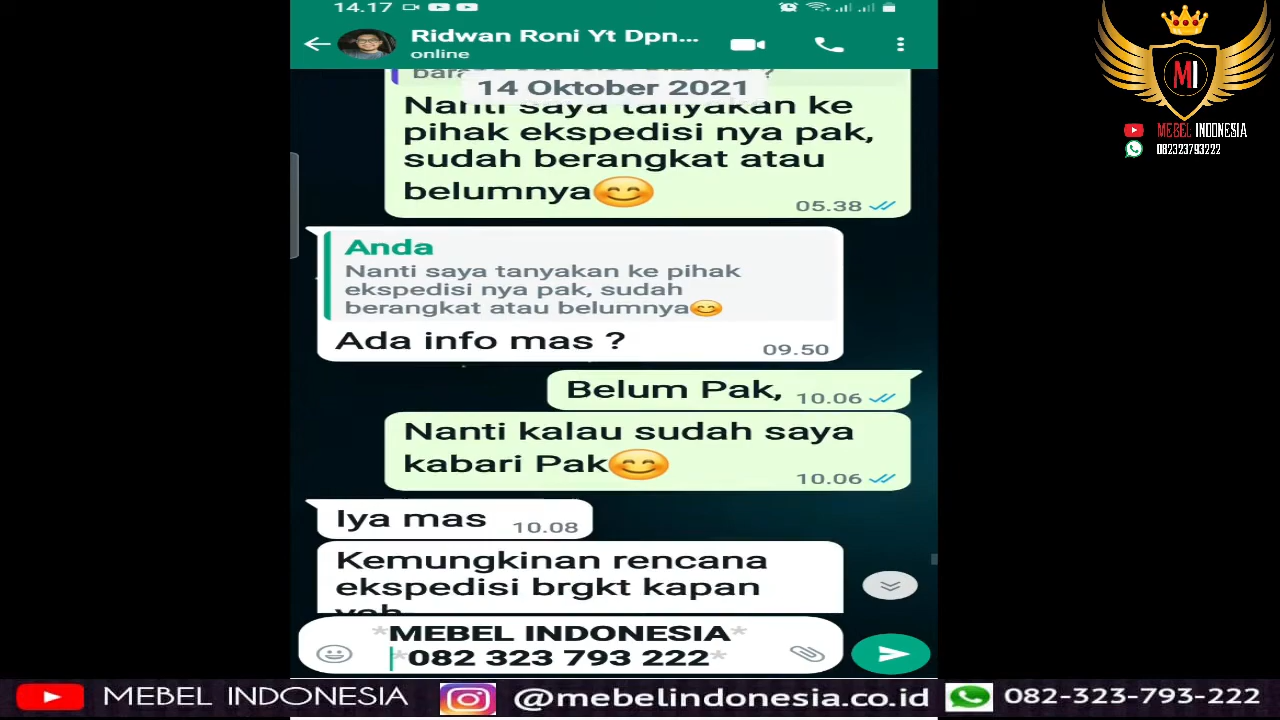 14.17
Ridwan Roni Yt Dpn...
online
14 Oktober 2021
Nanti saya tanyakan ke
pihak ekspedisi nya pak,
sudah berangkat atau
belumnya😊
05.38
Anda
Nanti saya tanyakan ke pihak
ekspedisi nya pak, sudah
berangkat atau belumnya😊
Ada info mas ?
09.50
Belum Pak,
10.06
Nanti kalau sudah saya
kabari Pak😊
10.06
Iya mas
10.08
Kemungkinan rencana
ekspedisi brgkt kapan
*MEBEL INDONESIA*
*082 323 793 222*
MI
MEBEL INDONESIA
082323793222
MEBEL INDONESIA
@mebelindonesia.co.id
082-323-793-222